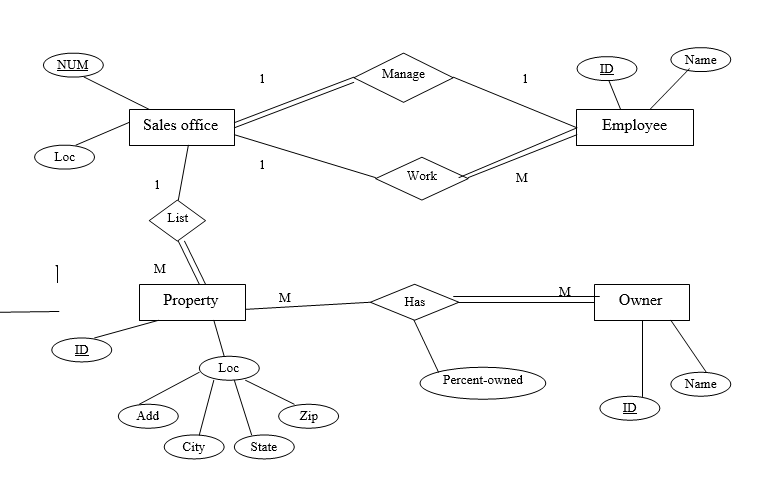 NUM
1
Manage
1
ID
Name
Sales office
Employee
Loc
1
Work
M
1
List
M
Property
M
Has
M
Owner
ID
Loc
Percent-owned
Name
ID
Add
Zip
City
State